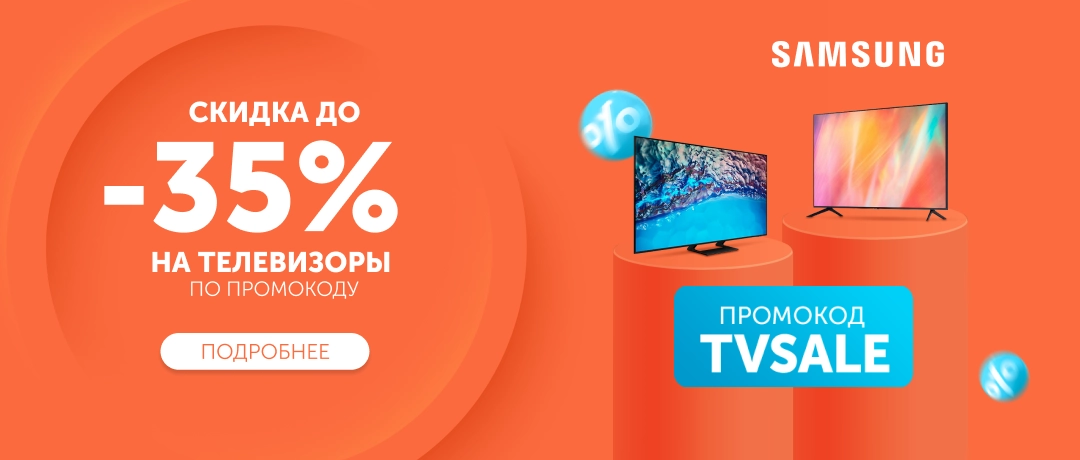 СКИДКА ДО
-35%
НА ТЕЛЕВИЗОРЫ
ПО ПРОМОКОДУ
ПОДРОБНЕЕ
SAMSUNG
%
ПРОМОКОД
TVSALE
%